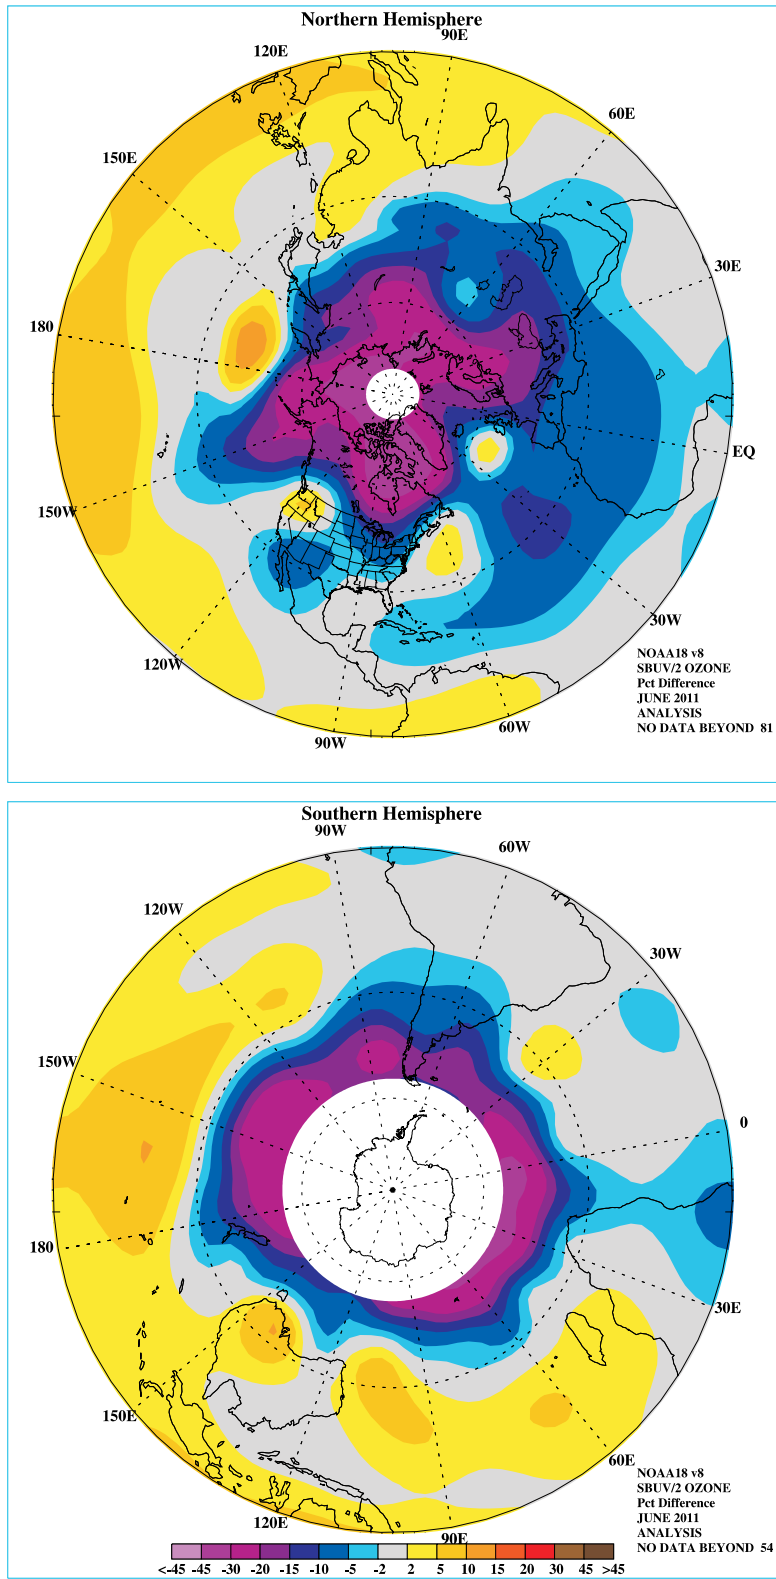 Northern Hemisphere
90E
120E
60E
150E
30E
180
EQ
150W
30W
120W
60W
90W
NOAA18 v8
SBUV/2 OZONE
Pct Difference
JUNE 2011
ANALYSIS
NO DATA BEYOND 81
Southern Hemisphere
90W
60W
120W
30W
150W
0
180
30E
150E
60E
120E
90E
NOAA18 v8
SBUV/2 OZONE
Pct Difference
JUNE 2011
ANALYSIS
NO DATA BEYOND 54
<-45 -45 -30 -20 -15 -10 -5 -2 2 5 10 15 20 30 45 >45